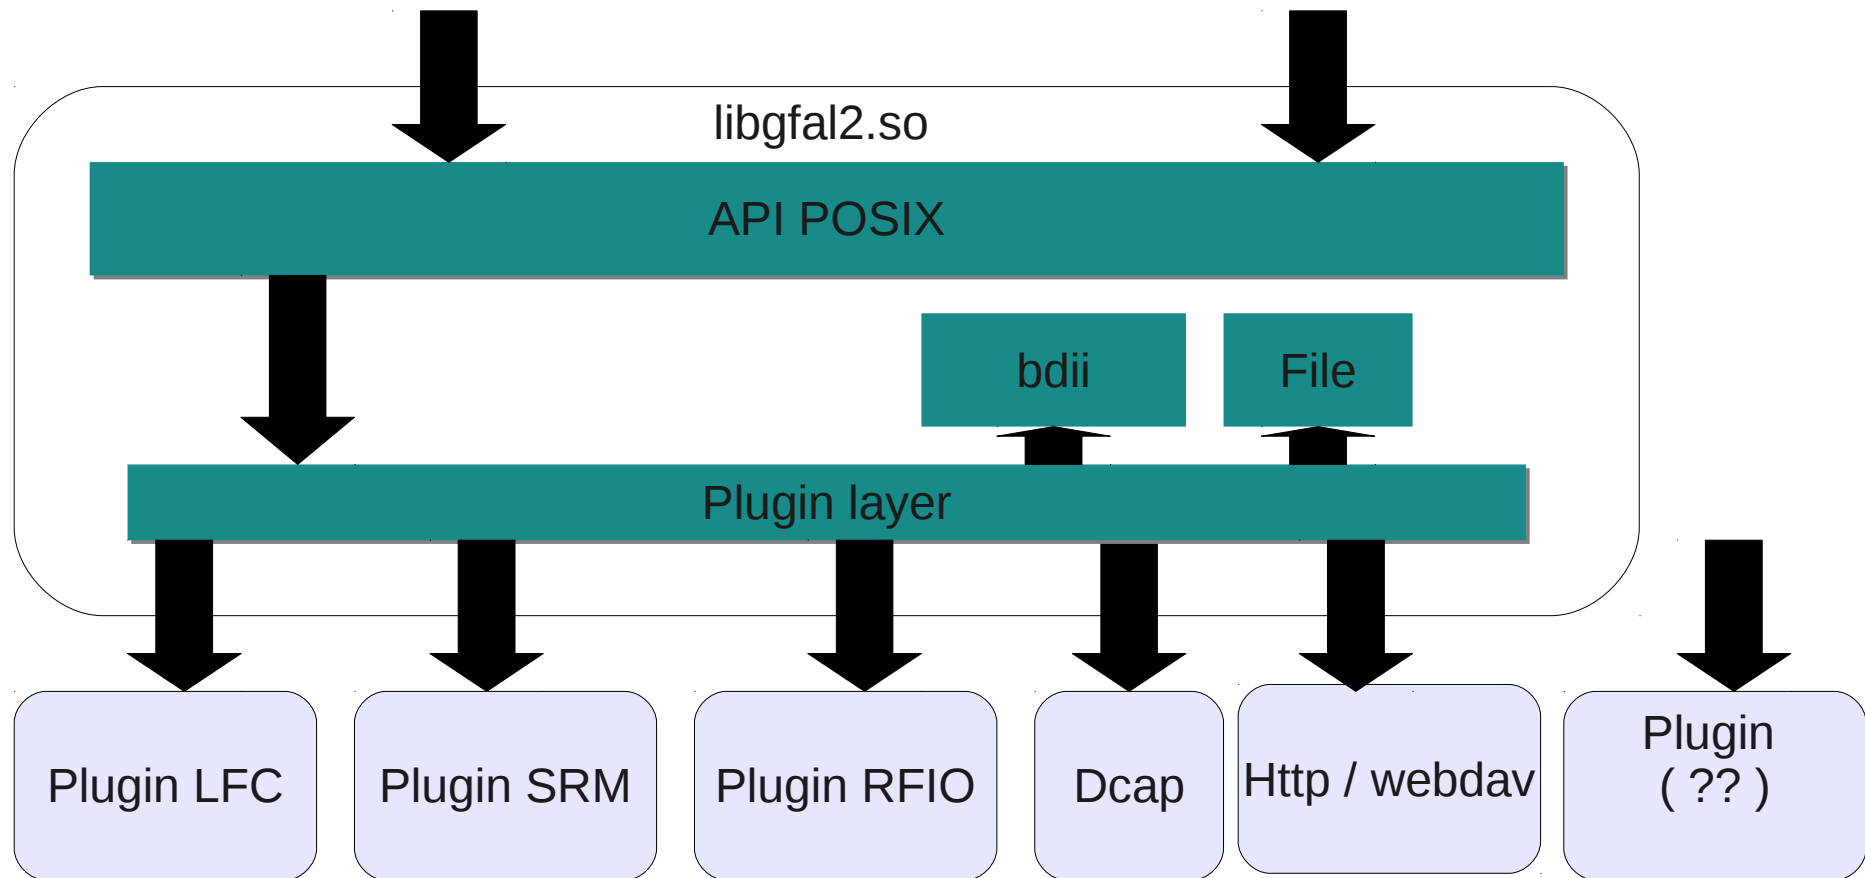 libgfal2.so
API POSIX
bdii
File
Plugin layer
Plugin LFC
Plugin SRM
Plugin RFIO
Dcap
Http / webdav
Plugin
( ?? )